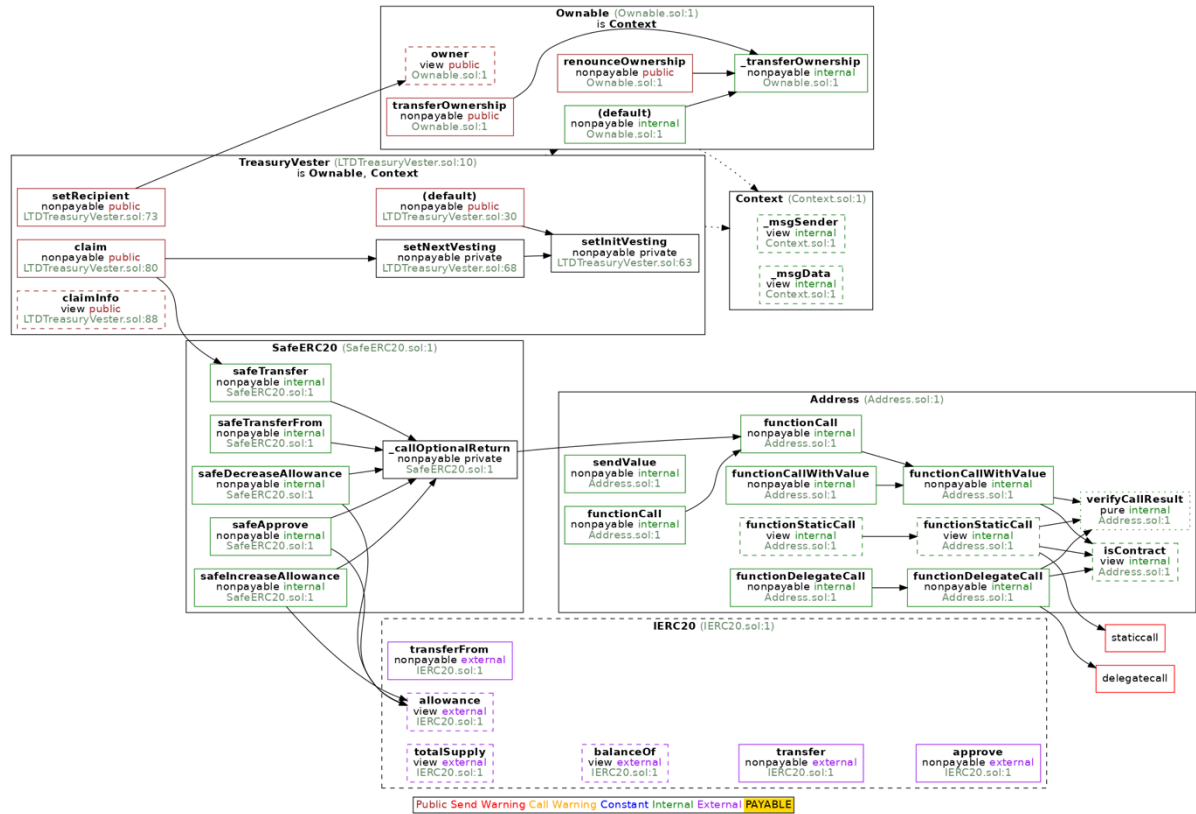 Ownable (Ownable.sol:1)
is Context
owner
view public
Ownable.sol:1
renounceOwnership
nonpayable public
Ownable.sol:1
_transferOwnership
nonpayable internal
Ownable.sol:1
transferOwnership
nonpayable public
Ownable.sol:1
(default)
nonpayable internal
Ownable.sol:1
TreasuryVester (LTDTreasuryVester.sol:10)
is Ownable, Context
setRecipient
nonpayable public
LTDTreasuryVester.sol:73
(default)
nonpayable public
LTDTreasuryVester.sol:30
claim
nonpayable public
LTDTreasuryVester.sol:80
setNextVesting
nonpayable private
LTDTreasuryVester.sol:68
setInitVesting
nonpayable private
LTDTreasuryVester.sol:63
claimInfo
view public
LTDTreasuryVester.sol:88
Context (Context.sol:1)
_msgSender
view internal
Context.sol:1
_msgData
view internal
Context.sol:1
SafeERC20 (SafeERC20.sol:1)
safeTransfer
nonpayable internal
SafeERC20.sol:1
safeTransferFrom
nonpayable internal
SafeERC20.sol:1
_callOptionalReturn
nonpayable private
SafeERC20.sol:1
safeDecreaseAllowance
nonpayable internal
SafeERC20.sol:1
safeApprove
nonpayable internal
SafeERC20.sol:1
safeIncreaseAllowance
nonpayable internal
SafeERC20.sol:1
Address (Address.sol:1)
functionCall
nonpayable internal
Address.sol:1
sendValue
nonpayable internal
Address.sol:1
functionCallWithValue
nonpayable internal
Address.sol:1
functionCallWithValue
nonpayable internal
Address.sol:1
verifyCallResult
pure internal
Address.sol:1
functionCall
nonpayable internal
Address.sol:1
functionStaticCall
view internal
Address.sol:1
functionStaticCall
view internal
Address.sol:1
isContract
view internal
Address.sol:1
functionDelegateCall
nonpayable internal
Address.sol:1
functionDelegateCall
nonpayable internal
Address.sol:1
staticcall
delegatecall
IERC20 (IERC20.sol:1)
transferFrom
nonpayable external
IERC20.sol:1
allowance
view external
IERC20.sol:1
totalSupply
view external
IERC20.sol:1
balanceOf
view external
IERC20.sol:1
transfer
nonpayable external
IERC20.sol:1
approve
nonpayable external
IERC20.sol:1
Public Send Warning Call Warning Constant Internal External PAYABLE